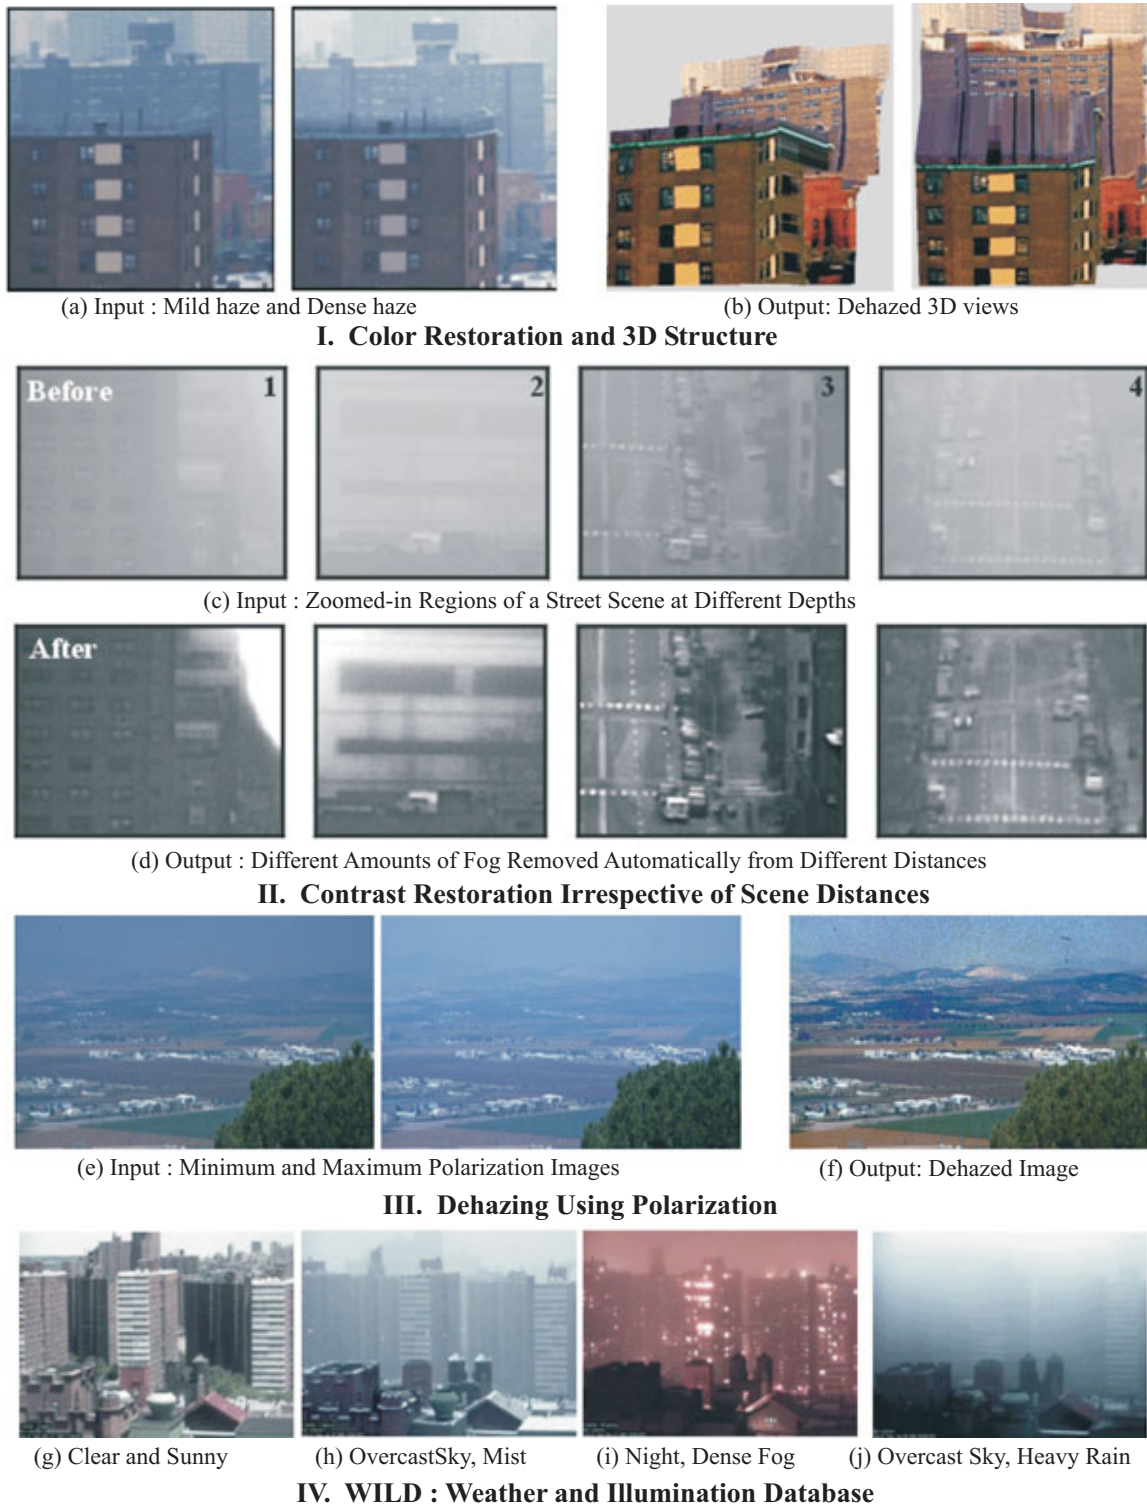 (a) Input : Mild haze and Dense haze
(b) Output: Dehazed 3D views
I. Color Restoration and 3D Structure
Before
1
2
3
4
(c) Input : Zoomed-in Regions of a Street Scene at Different Depths
After
(d) Output : Different Amounts of Fog Removed Automatically from Different Distances
II. Contrast Restoration Irrespective of Scene Distances
(e) Input : Minimum and Maximum Polarization Images
(f) Output: Dehazed Image
III. Dehazing Using Polarization
(g) Clear and Sunny
(h) OvercastSky, Mist
(i) Night, Dense Fog
(j) Overcast Sky, Heavy Rain
IV. WILD : Weather and Illumination Database